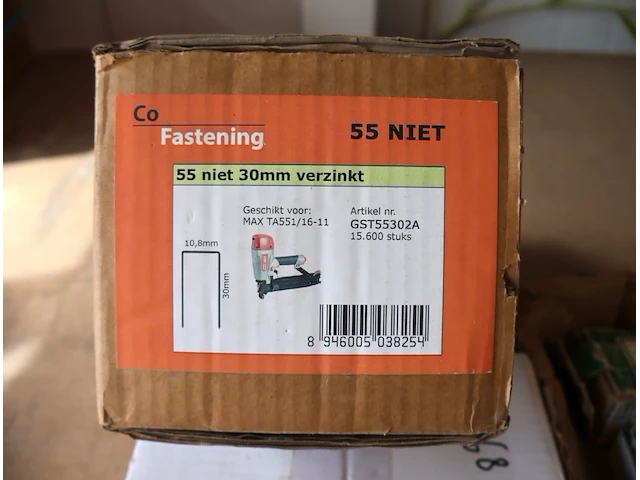 Co
Fastening
55 NIET
55 niet 30mm verzinkt
Geschikt voor:
MAX TA551/16-11
Artikel nr.
GST55302A
15.600 stuks
10,8mm
30mm
8 946005 038254
68